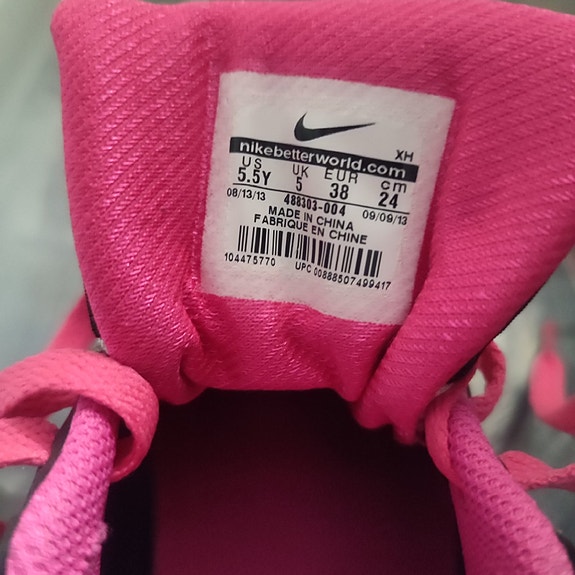 XH
nikebetterworld.com
US UK EUR cm
5.5Y 5 38 24
08/13/13 488303-004 09/09/13
MADE IN CHINA
FABRIQUE EN CHINE
104475770 UPC 00888507499417